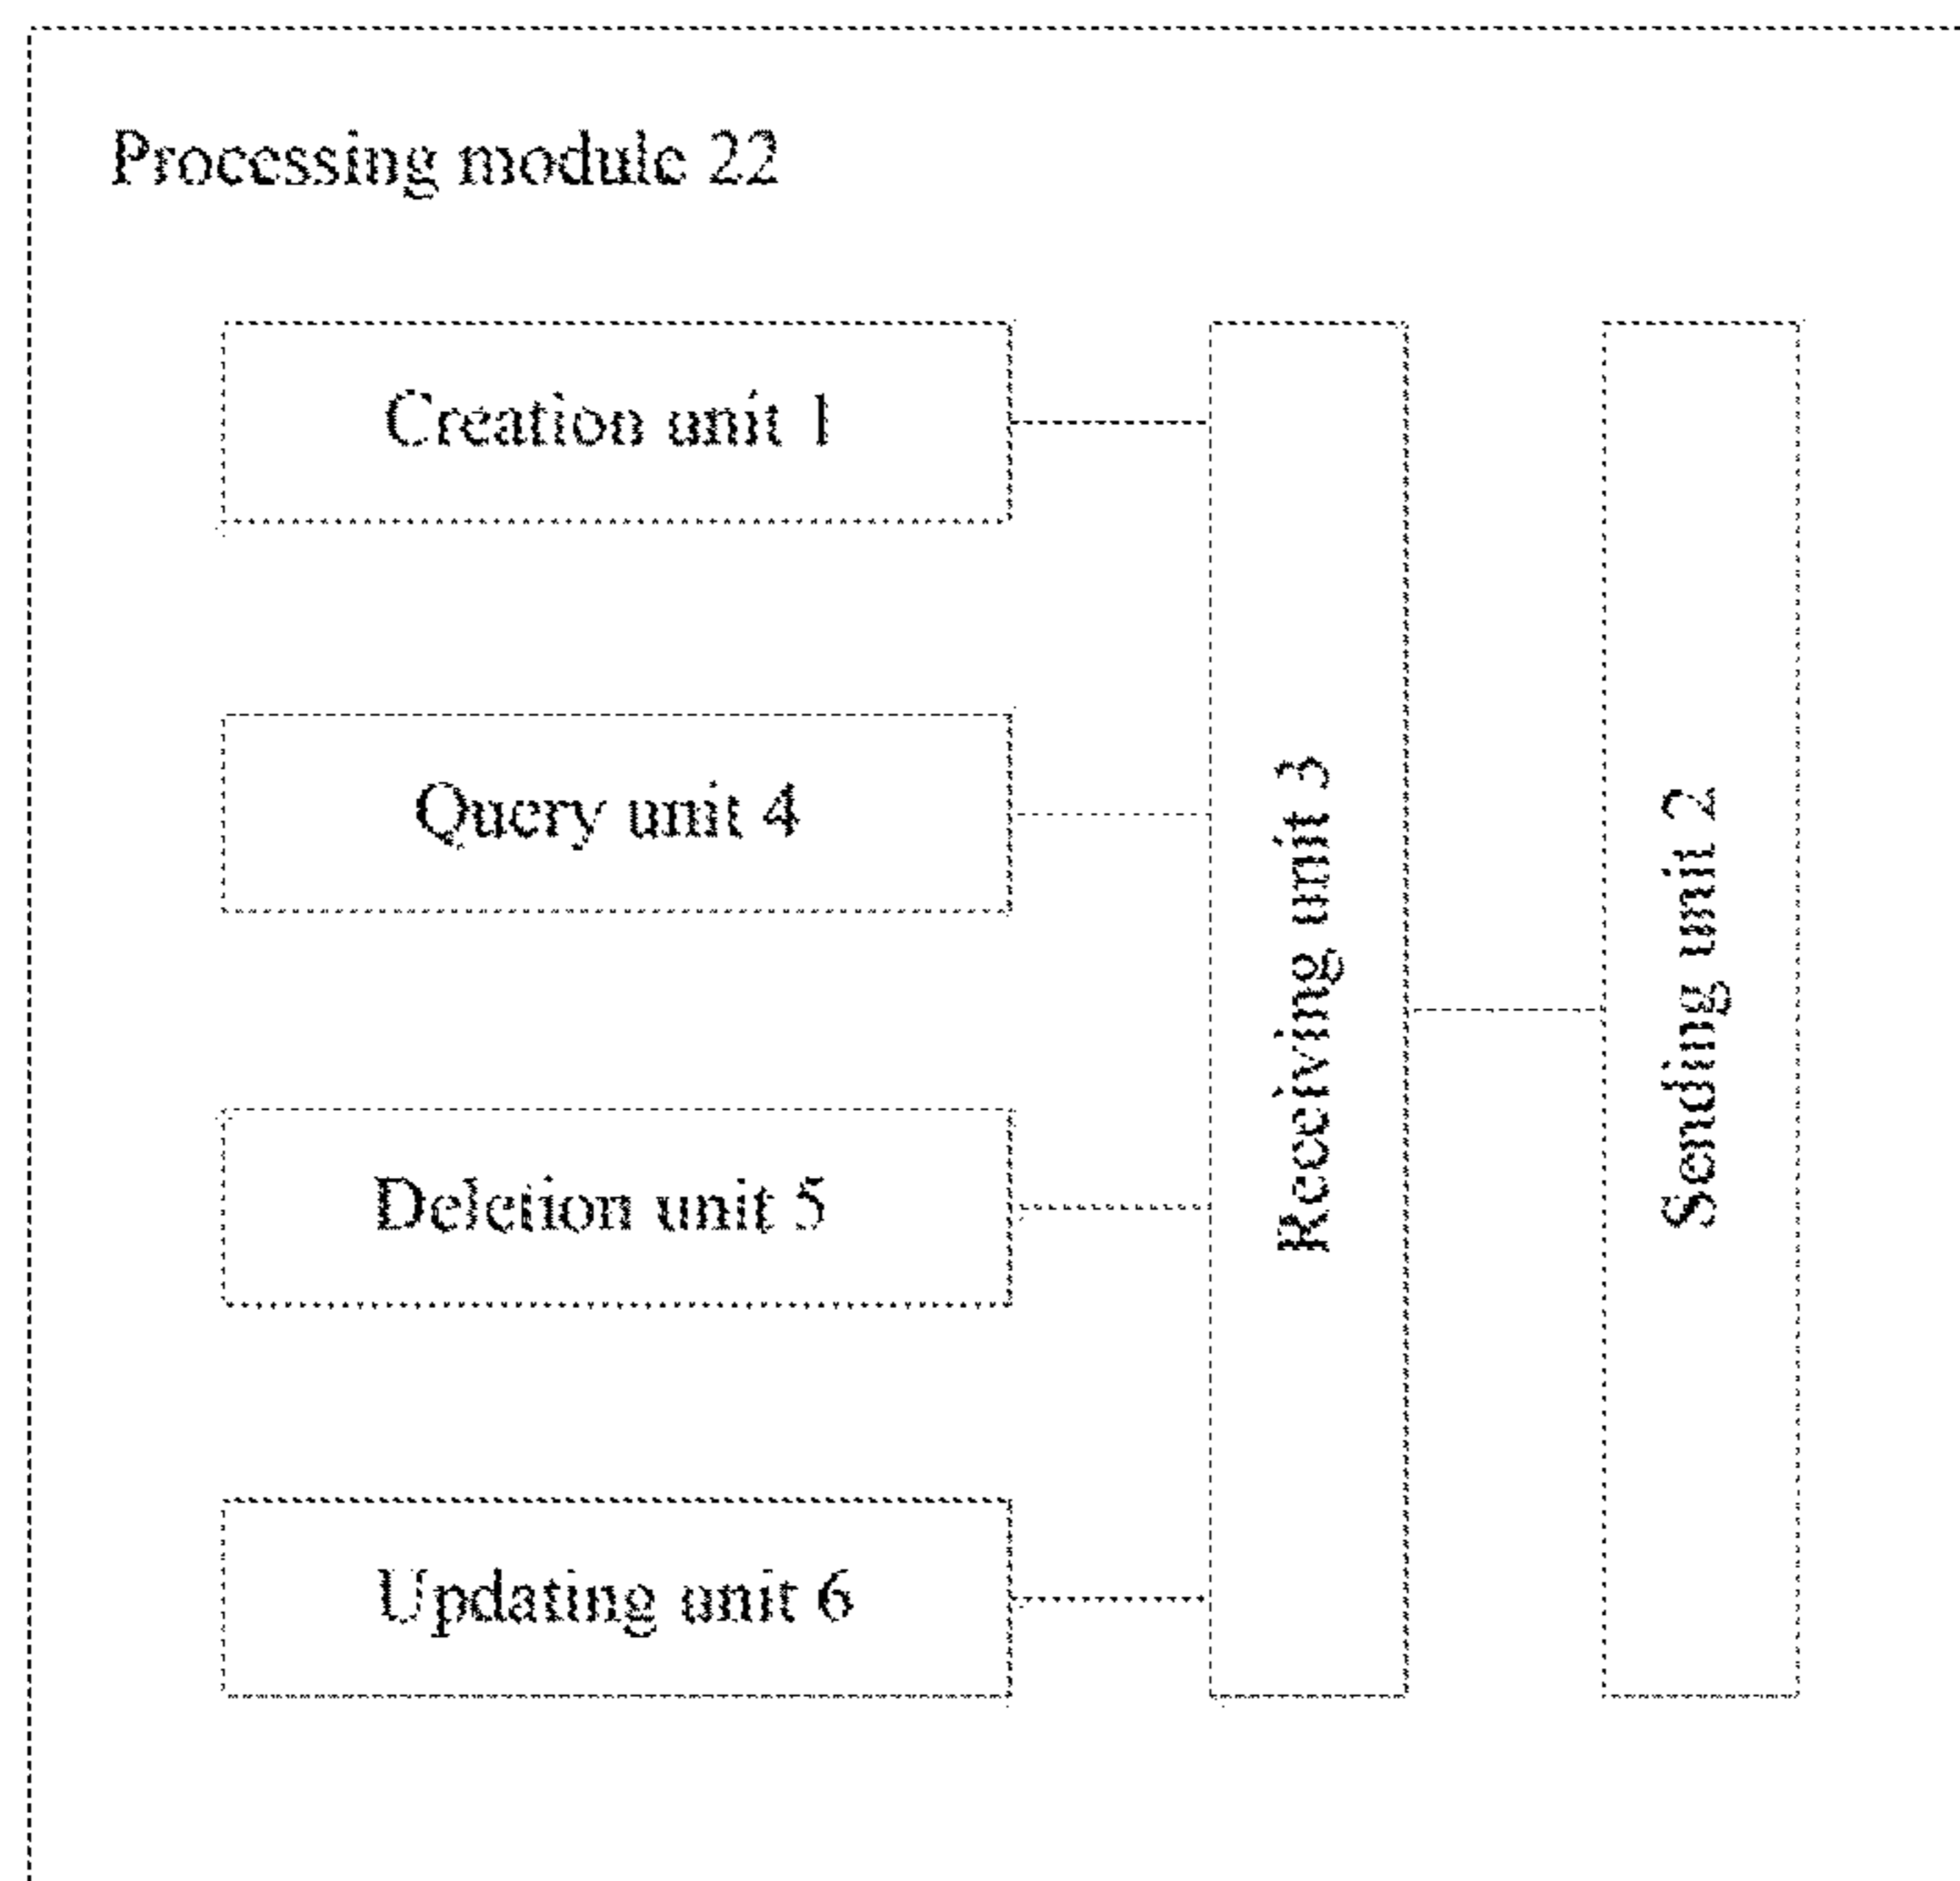 Processing module 22
Creation unit 1
Query unit 4
Deletion unit 5
Updating unit 6
Receiving unit 3
Sending unit 2